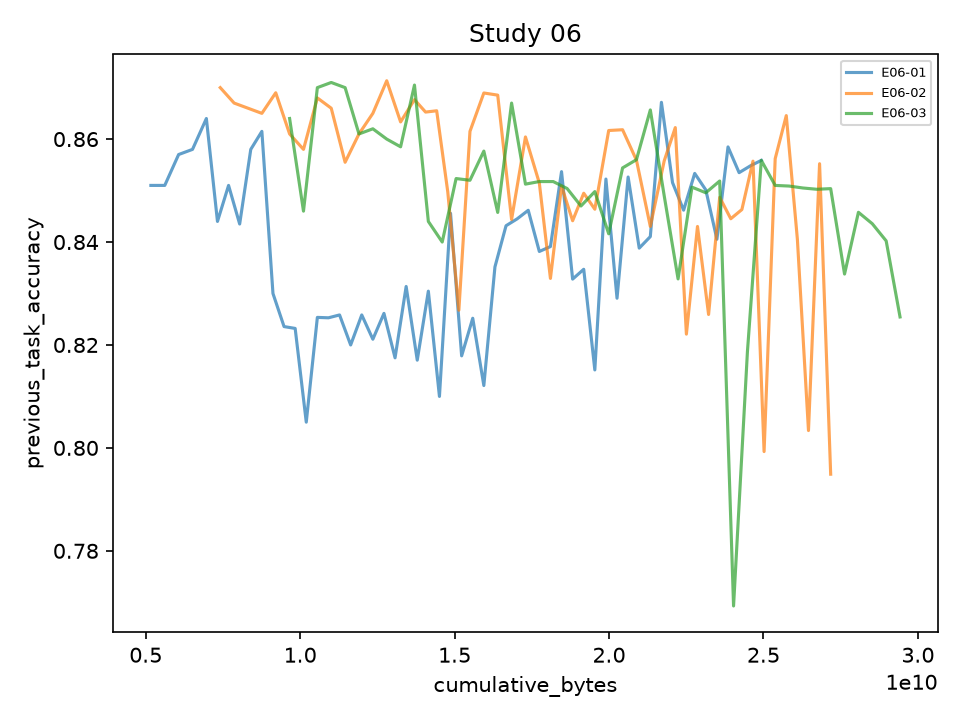 Study 06
E06-01
E06-02
E06-03
previous_task_accuracy
0.86
0.84
0.82
0.80
0.78
0.5 1.0 1.5 2.0 2.5 3.0
1e10
cumulative_bytes